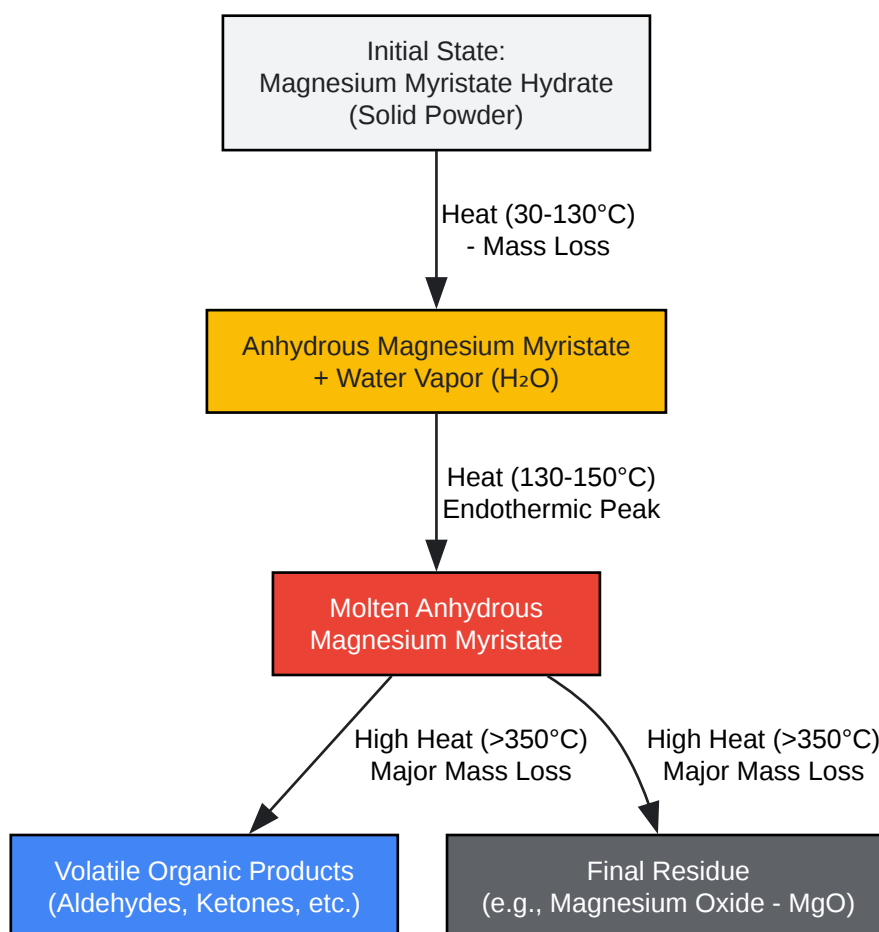 Initial State:
Magnesium Myristate Hydrate
(Solid Powder)
Heat (30-130°C)
- Mass Loss
Anhydrous Magnesium Myristate
+ Water Vapor (H₂O)
Heat (130-150°C)
Endothermic Peak
Molten Anhydrous
Magnesium Myristate
High Heat (>350°C)
Major Mass Loss
High Heat (>350°C)
Major Mass Loss
Volatile Organic Products
(Aldehydes, Ketones, etc.)
Final Residue
(e.g., Magnesium Oxide - MgO)